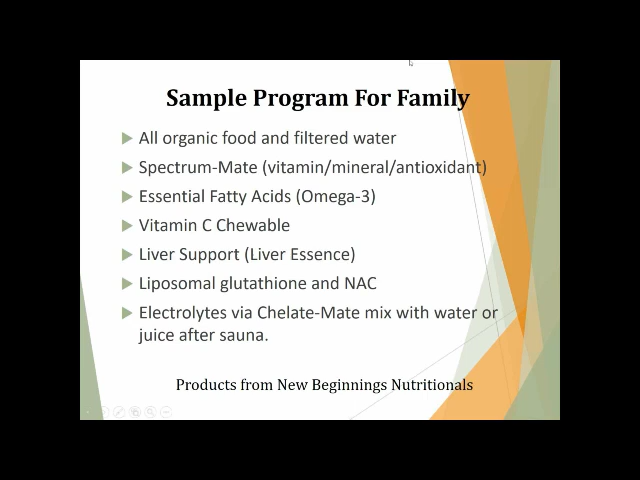 Sample Program For Family
All organic food and filtered water
Spectrum-Mate (vitamin/mineral/antioxidant)
Essential Fatty Acids (Omega-3)
Vitamin C Chewable
Liver Support (Liver Essence)
Liposomal glutathione and NAC
Electrolytes via Chelate-Mate mix with water or
juice after sauna.
Products from New Beginnings Nutritionals